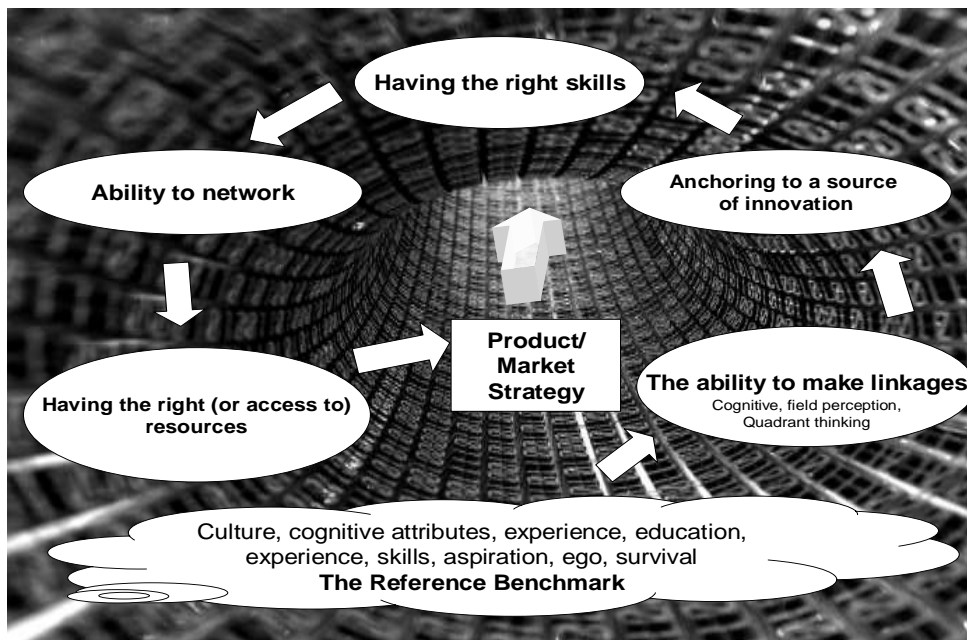 Having the right skills
Ability to network
Anchoring to a source
of innovation
Product/
Market
Strategy
The ability to make linkages
Cognitive, field perception,
Quadrant thinking
Having the right (or access to)
resources
Culture, cognitive attributes, experience, education,
experience, skills, aspiration, ego, survival
The Reference Benchmark